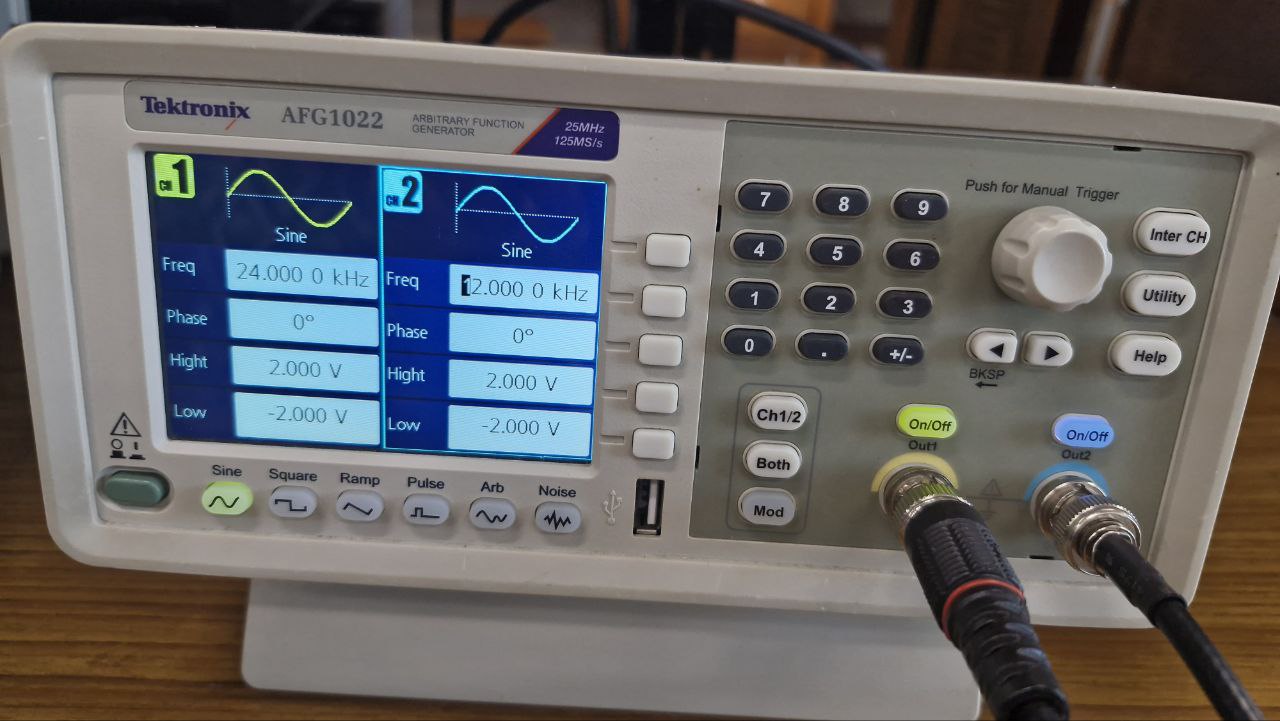 Tektronix AFG1022 ARBITRARY FUNCTION GENERATOR 25MHz 125MS/s
CH 1
Sine
Freq 24.000 0 kHz
Phase 0°
Hight 2.000 V
Low -2.000 V
CH 2
Sine
Freq 12.000 0 kHz
Phase 0°
Hight 2.000 V
Low -2.000 V
Sine Square Ramp Pulse Arb Noise
7 8 9
4 5 6
1 2 3
0 . +/-
Push for Manual Trigger
Inter CH
Utility
Help
BKSP
Ch1/2
Both
Mod
On/Off
Out1
On/Off
Out2